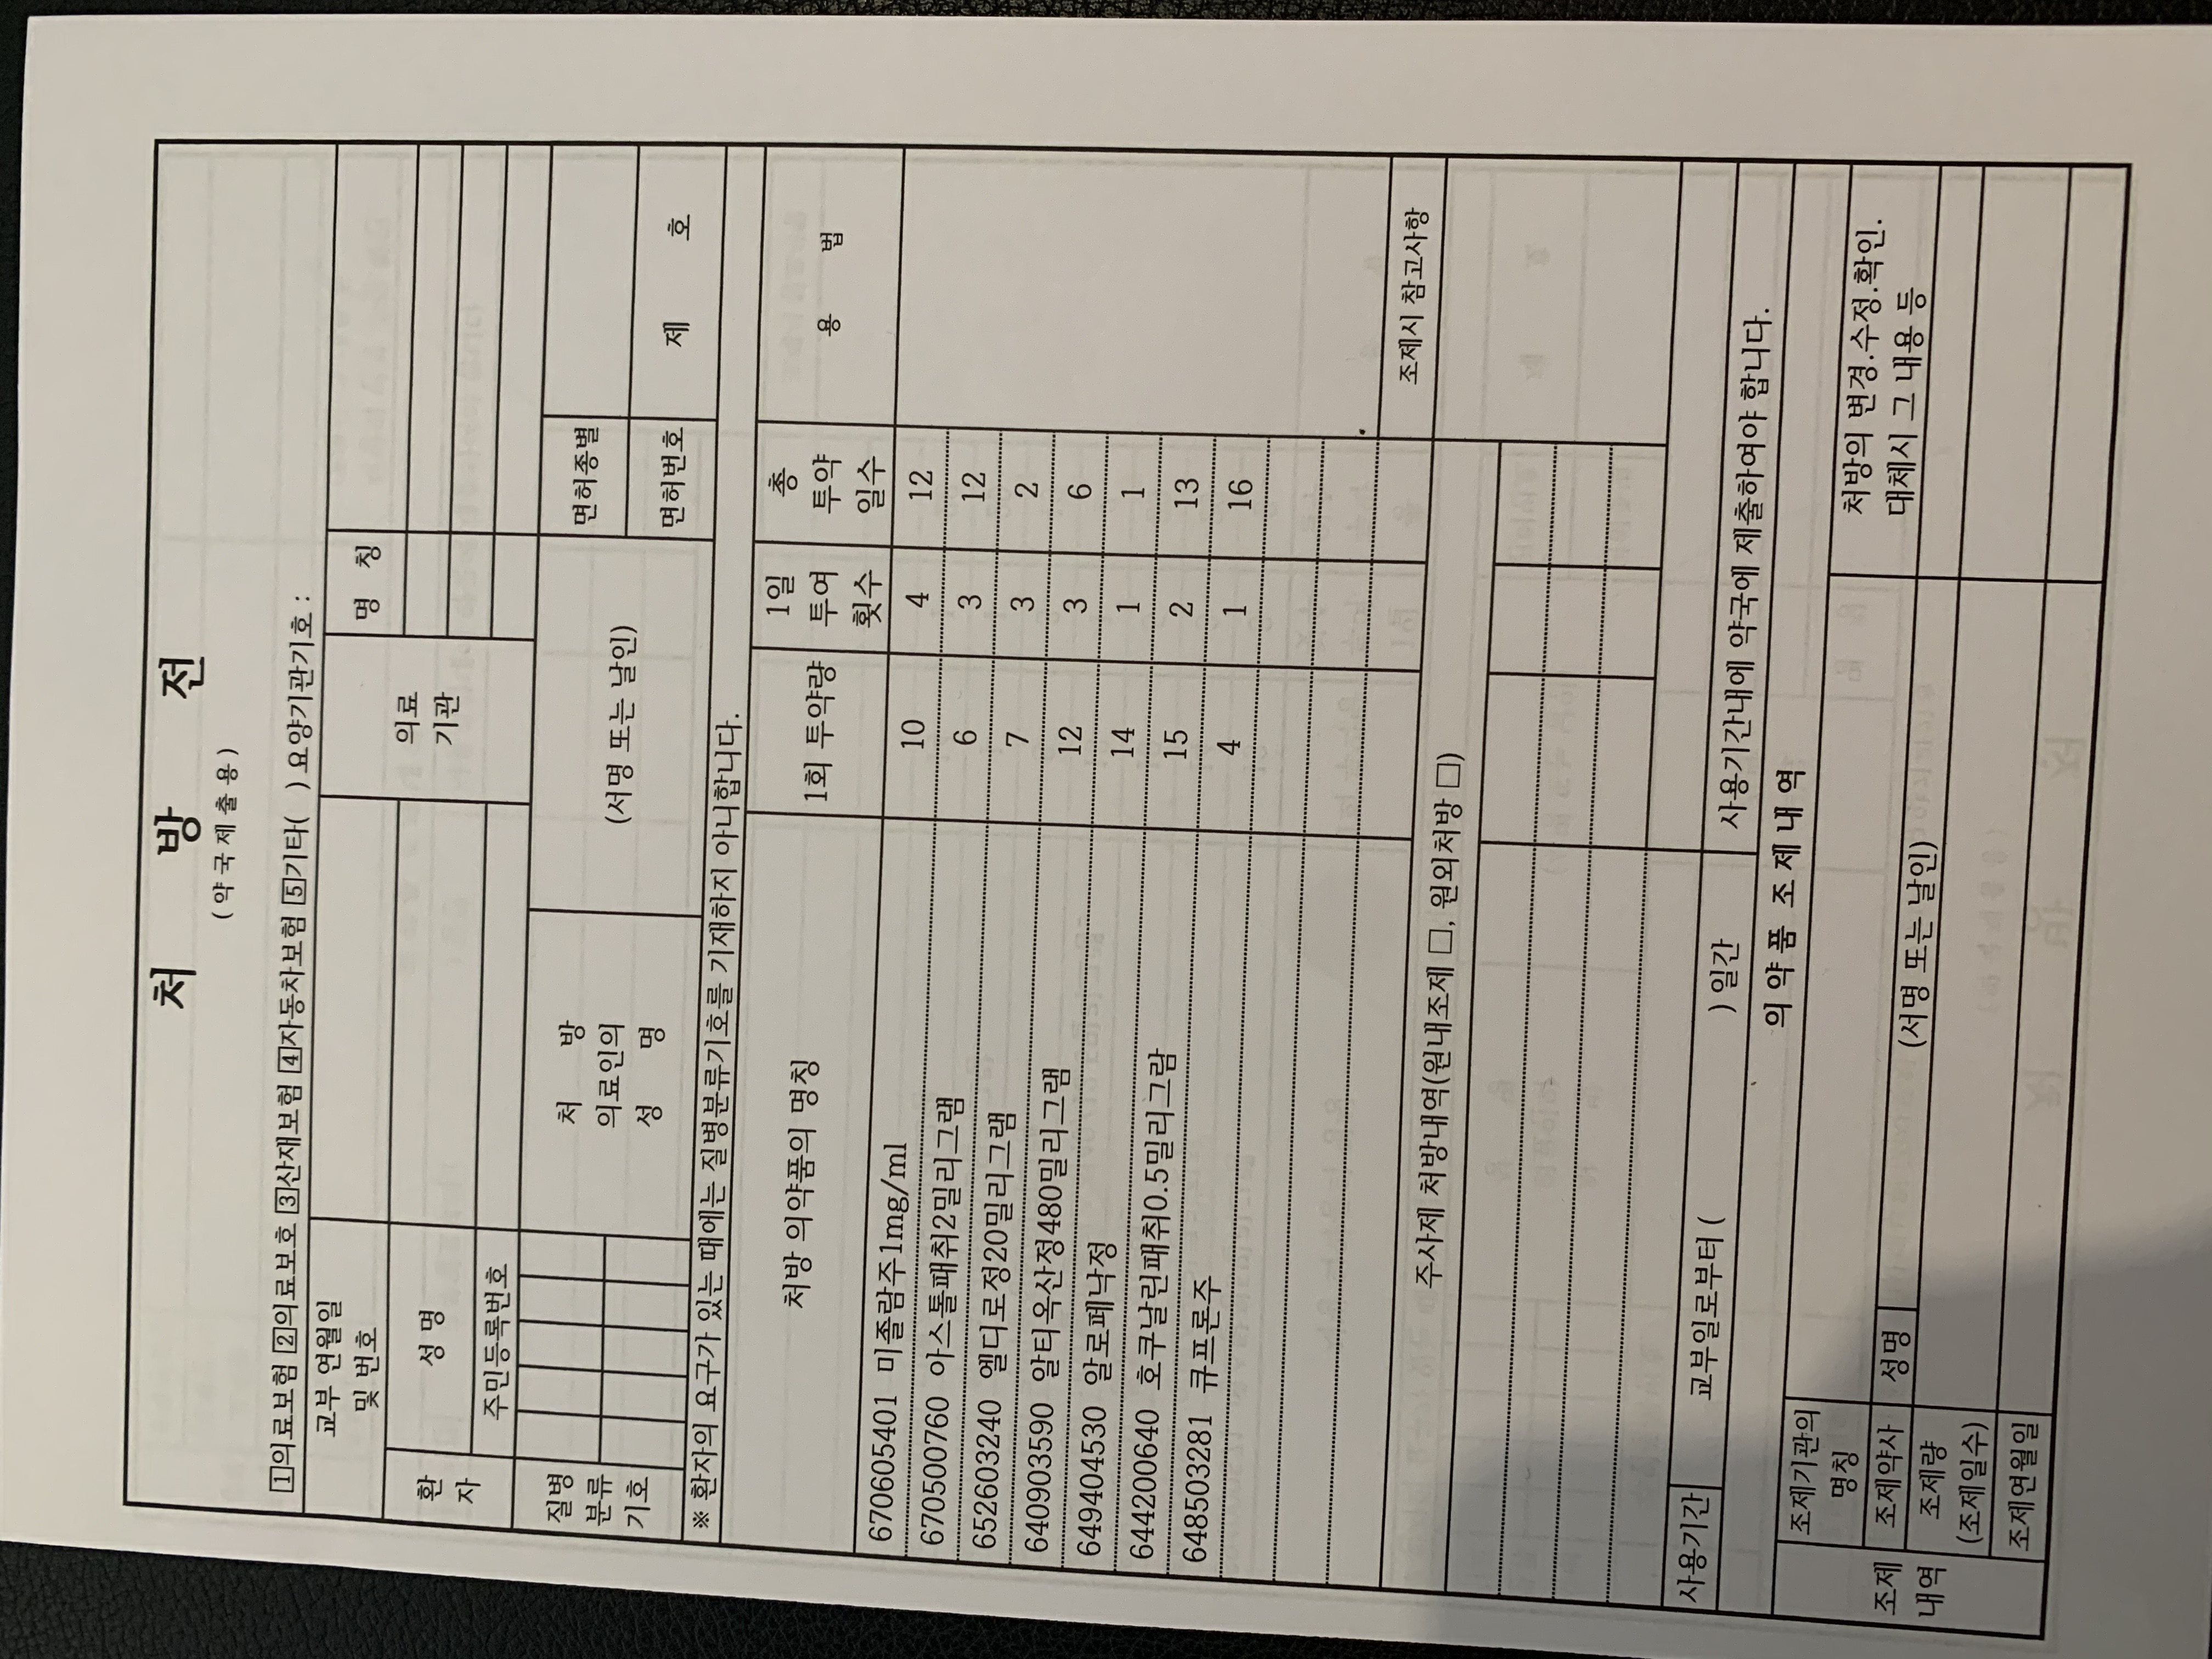 처 방 전
(약국제출용)
1의료보험 2의료보호 3산재보험 4자동차보험 5기타( ) 요양기관기호 :
교부 연월일
및 번호
환
자
성 명
주민등록번호
의료
기관
명 칭
질병
분류
기호
처 방
의료인의
성 명
(서명 또는 날인)
면허종별
면허번호
제 호
※ 환자의 요구가 있는 때에는 질병분류기호를 기재하지 아니합니다.
처방 의약품의 명칭
1회 투약량
1일
투여
횟수
총
투약
일수
용 법
670605401 미졸람주1mg/ml 10 4 12
670500760 아스톨패취2밀리그램 6 3 12
652603240 엘디로정20밀리그램 7 3 2
640903590 알티옥산정480밀리그램 12 3 6
649404530 알로페낙정 14 1 1
644200640 호쿠날린패취0.5밀리그람 15 2 13
648503281 큐프론주 4 1 16
조제시 참고사항
주사제 처방내역(원내조제 □, 원외처방 □)
사용기간
교부일로부터 ( ) 일간
사용기간내에 약국에 제출하여야 합니다.
의약품 조제내역
조제
내역
조제기관의
명칭
처방의 변경.수정.확인.
대체시 그 내용 등
조제약사
성명
(서명 또는 날인)
조제량
(조제일수)
조제연월일